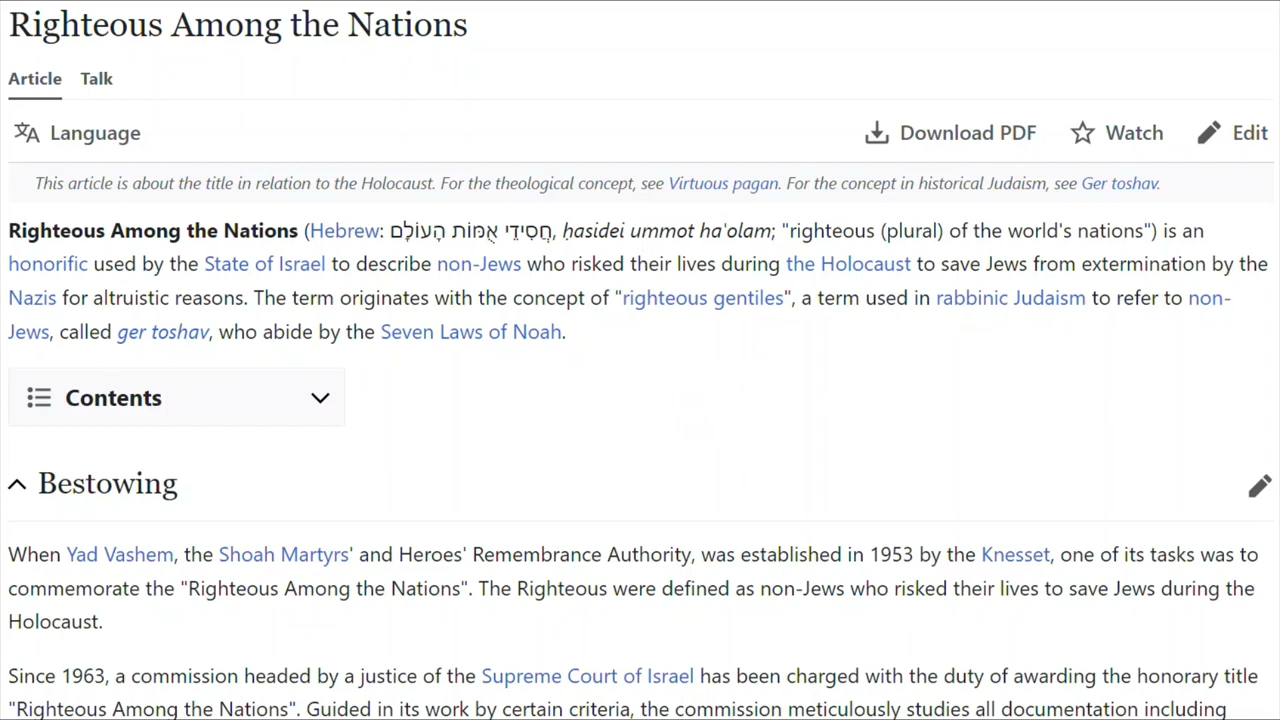 Righteous Among the Nations
Article Talk
Language Download PDF Watch Edit
This article is about the title in relation to the Holocaust. For the theological concept, see Virtuous pagan. For the concept in historical Judaism, see Ger toshav.
Righteous Among the Nations (Hebrew: חֲסִידֵי אֻמּוֹת הָעוֹלָם, ḥasidei ummot ha'olam; "righteous (plural) of the world's nations") is an
honorific used by the State of Israel to describe non-Jews who risked their lives during the Holocaust to save Jews from extermination by the
Nazis for altruistic reasons. The term originates with the concept of "righteous gentiles", a term used in rabbinic Judaism to refer to non-
Jews, called ger toshav, who abide by the Seven Laws of Noah.
Contents
Bestowing
When Yad Vashem, the Shoah Martyrs' and Heroes' Remembrance Authority, was established in 1953 by the Knesset, one of its tasks was to
commemorate the "Righteous Among the Nations". The Righteous were defined as non-Jews who risked their lives to save Jews during the
Holocaust.
Since 1963, a commission headed by a justice of the Supreme Court of Israel has been charged with the duty of awarding the honorary title
"Righteous Among the Nations". Guided in its work by certain criteria, the commission meticulously studies all documentation including